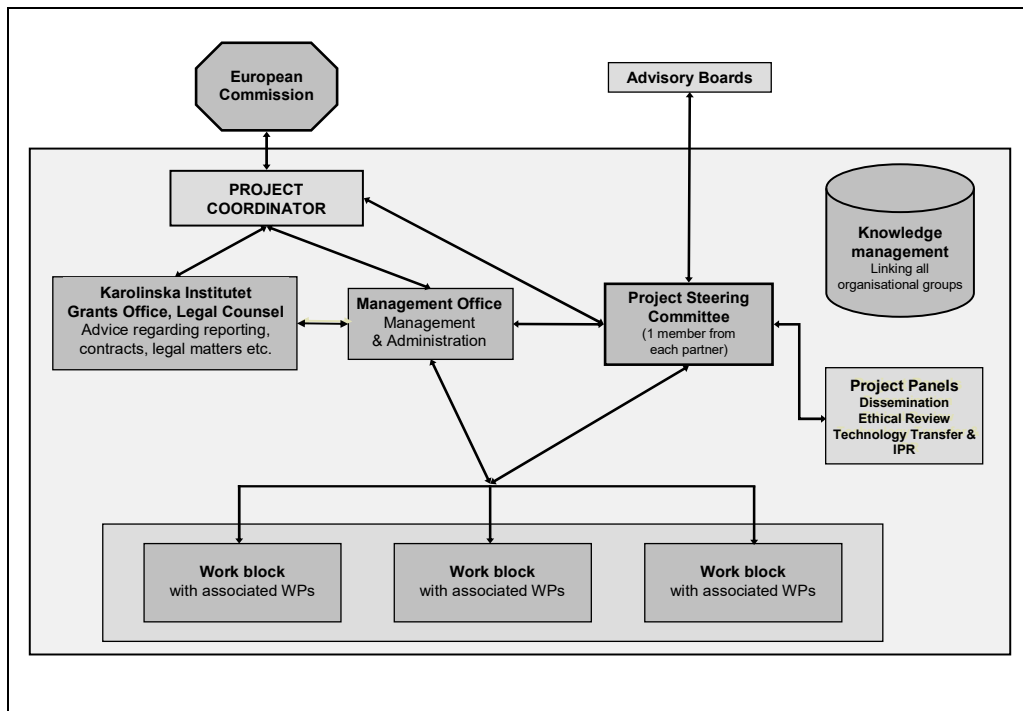 European
Commission
Advisory Boards
PROJECT
COORDINATOR
Knowledge
management
Linking all
organisational groups
Karolinska Institutet
Grants Office, Legal Counsel
Advice regarding reporting,
contracts, legal matters etc.
Management Office
Management
& Administration
Project Steering
Committee
(1 member from
each partner)
Project Panels
Dissemination
Ethical Review
Technology Transfer &
IPR
Work block
with associated WPs
Work block
with associated WPs
Work block
with associated WPs